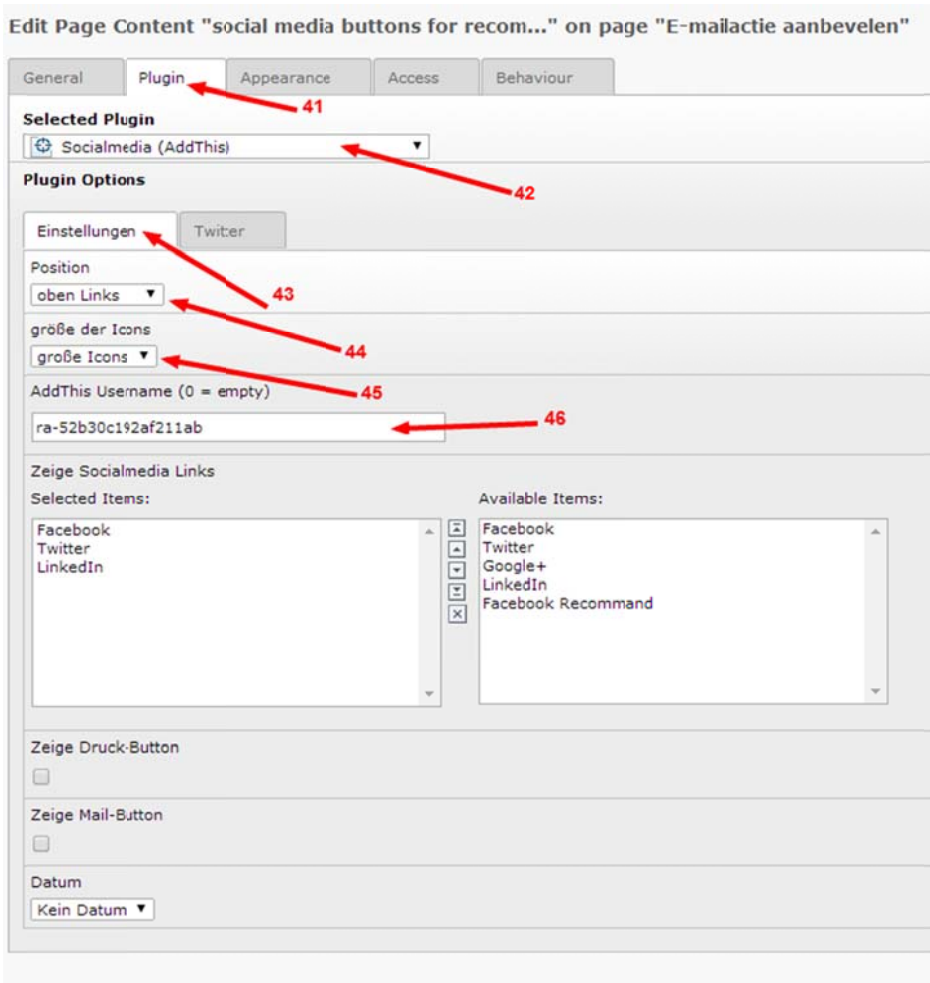 Edit Page Content "social media buttons for recom..." on page "E-mailactie aanbevelen"
General Plugin Appearance Access Behaviour
41
Selected Plugin
Socialmedia (AddThis)
42
Plugin Options
Einstellungen Twitter
Position
oben Links
43
größe der Icons
44
große Icons
45
AddThis Username (0 = empty)
46
ra-52b30c192af211ab
Zeige Socialmedia Links
Selected Items: Available Items:
Facebook
Twitter
LinkedIn
Facebook
Twitter
Google+
LinkedIn
Facebook Recommand
Zeige Druck-Button
Zeige Mail-Button
Datum
Kein Datum